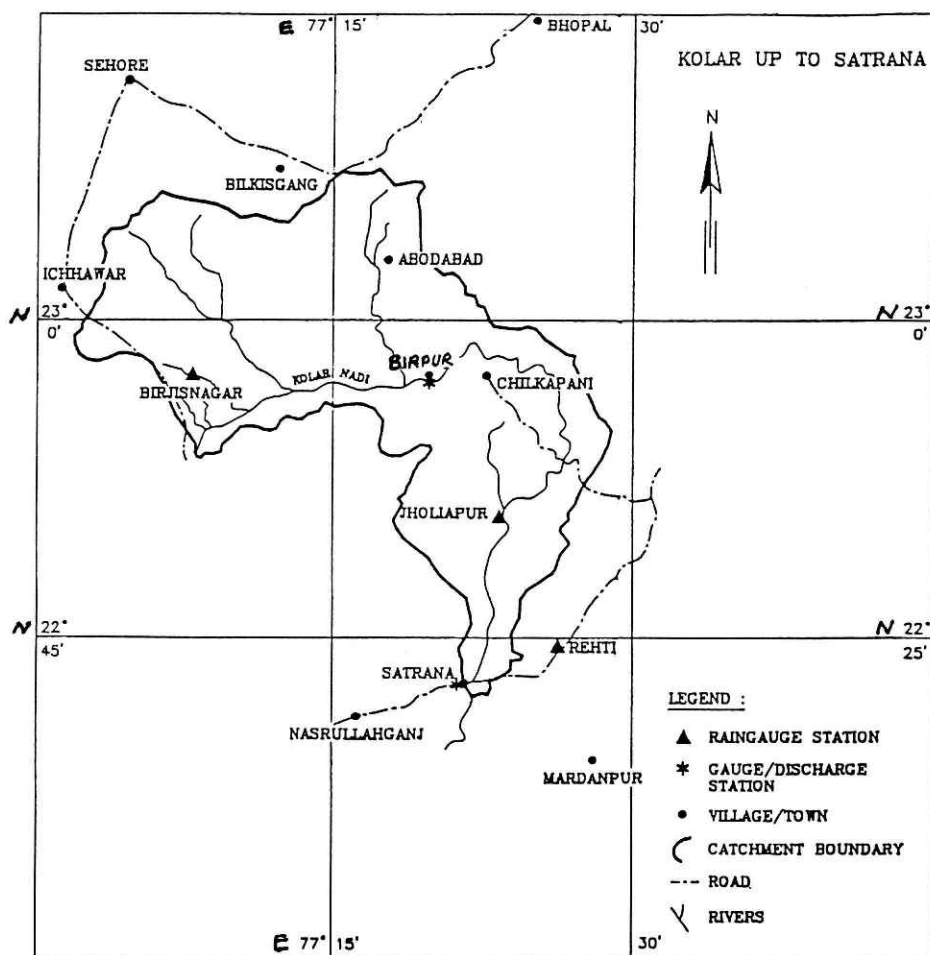 E 77° 15' 30'
BHOPAL
KOLAR UP TO SATRANA
SEHORE
N
BILKISGANG
ABODABAD
ICHHAWAR
N 23° 0'
N 23° 0'
BIRPUR
KOLAR NADI
CHILKAPANI
BIRJISNAGAR
JHOLIAPUR
N 22° 45'
N 22° 25'
REHTI
SATRANA
NASRULLAHGANJ
MARDANPUR
LEGEND :
RAINGAUGE STATION
GAUGE/DISCHARGE
STATION
VILLAGE/TOWN
CATCHMENT BOUNDARY
ROAD
RIVERS
E 77° 15' 30'